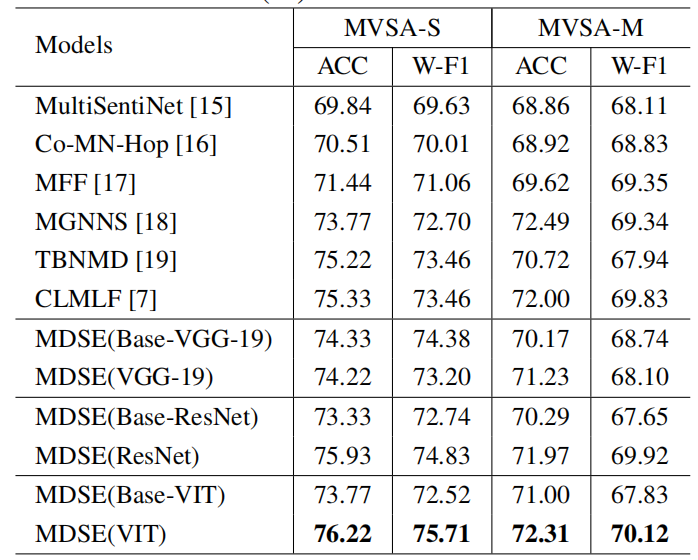 Models MVSA-S MVSA-M
ACC W-F1 ACC W-F1
MultiSentiNet [15] 69.84 69.63 68.86 68.11
Co-MN-Hop [16] 70.51 70.01 68.92 68.83
MFF [17] 71.44 71.06 69.62 69.35
MGNNS [18] 73.77 72.70 72.49 69.34
TBNMD [19] 75.22 73.46 70.72 67.94
CLMLF [7] 75.33 73.46 72.00 69.83
MDSE(Base-VGG-19) 74.33 74.38 70.17 68.74
MDSE(VGG-19) 74.22 73.20 71.23 68.10
MDSE(Base-ResNet) 73.33 72.74 70.29 67.65
MDSE(ResNet) 75.93 74.83 71.97 69.92
MDSE(Base-VIT) 73.77 72.52 71.00 67.83
MDSE(VIT) 76.22 75.71 72.31 70.12